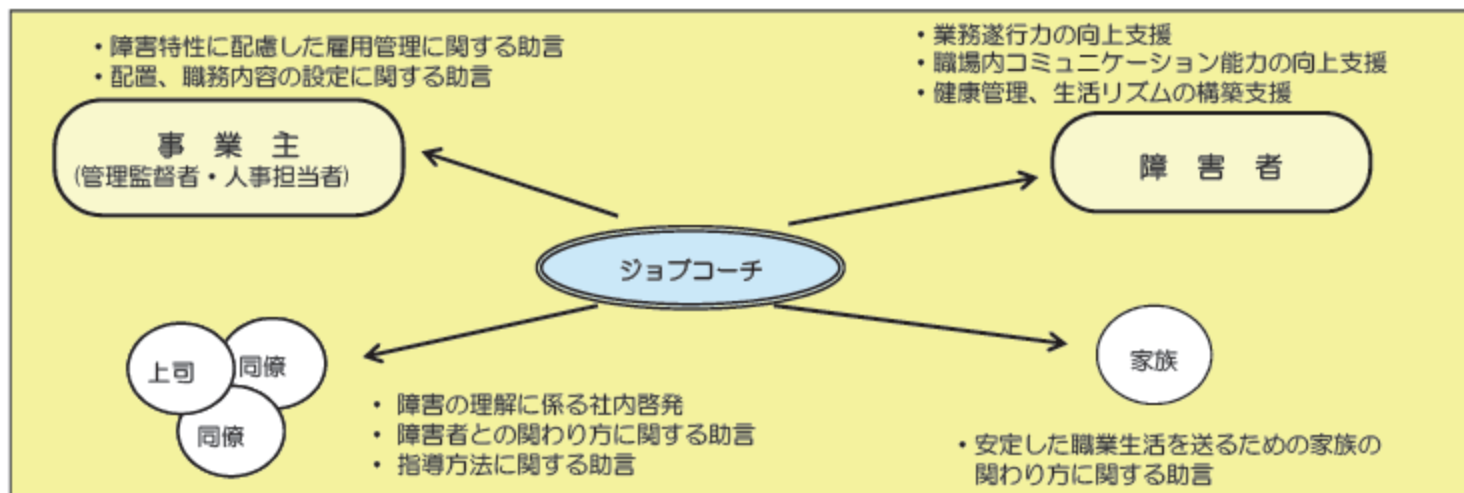 ・障害特性に配慮した雇用管理に関する助言
・配置、職務内容の設定に関する助言
事業主
(管理監督者・人事担当者)
・業務遂行力の向上支援
・職場内コミュニケーション能力の向上支援
・健康管理、生活リズムの構築支援
障害者
ジョブコーチ
上司
同僚
同僚
・障害の理解に係る社内啓発
・障害者との関わり方に関する助言
・指導方法に関する助言
家族
・安定した職業生活を送るための家族の
関わり方に関する助言